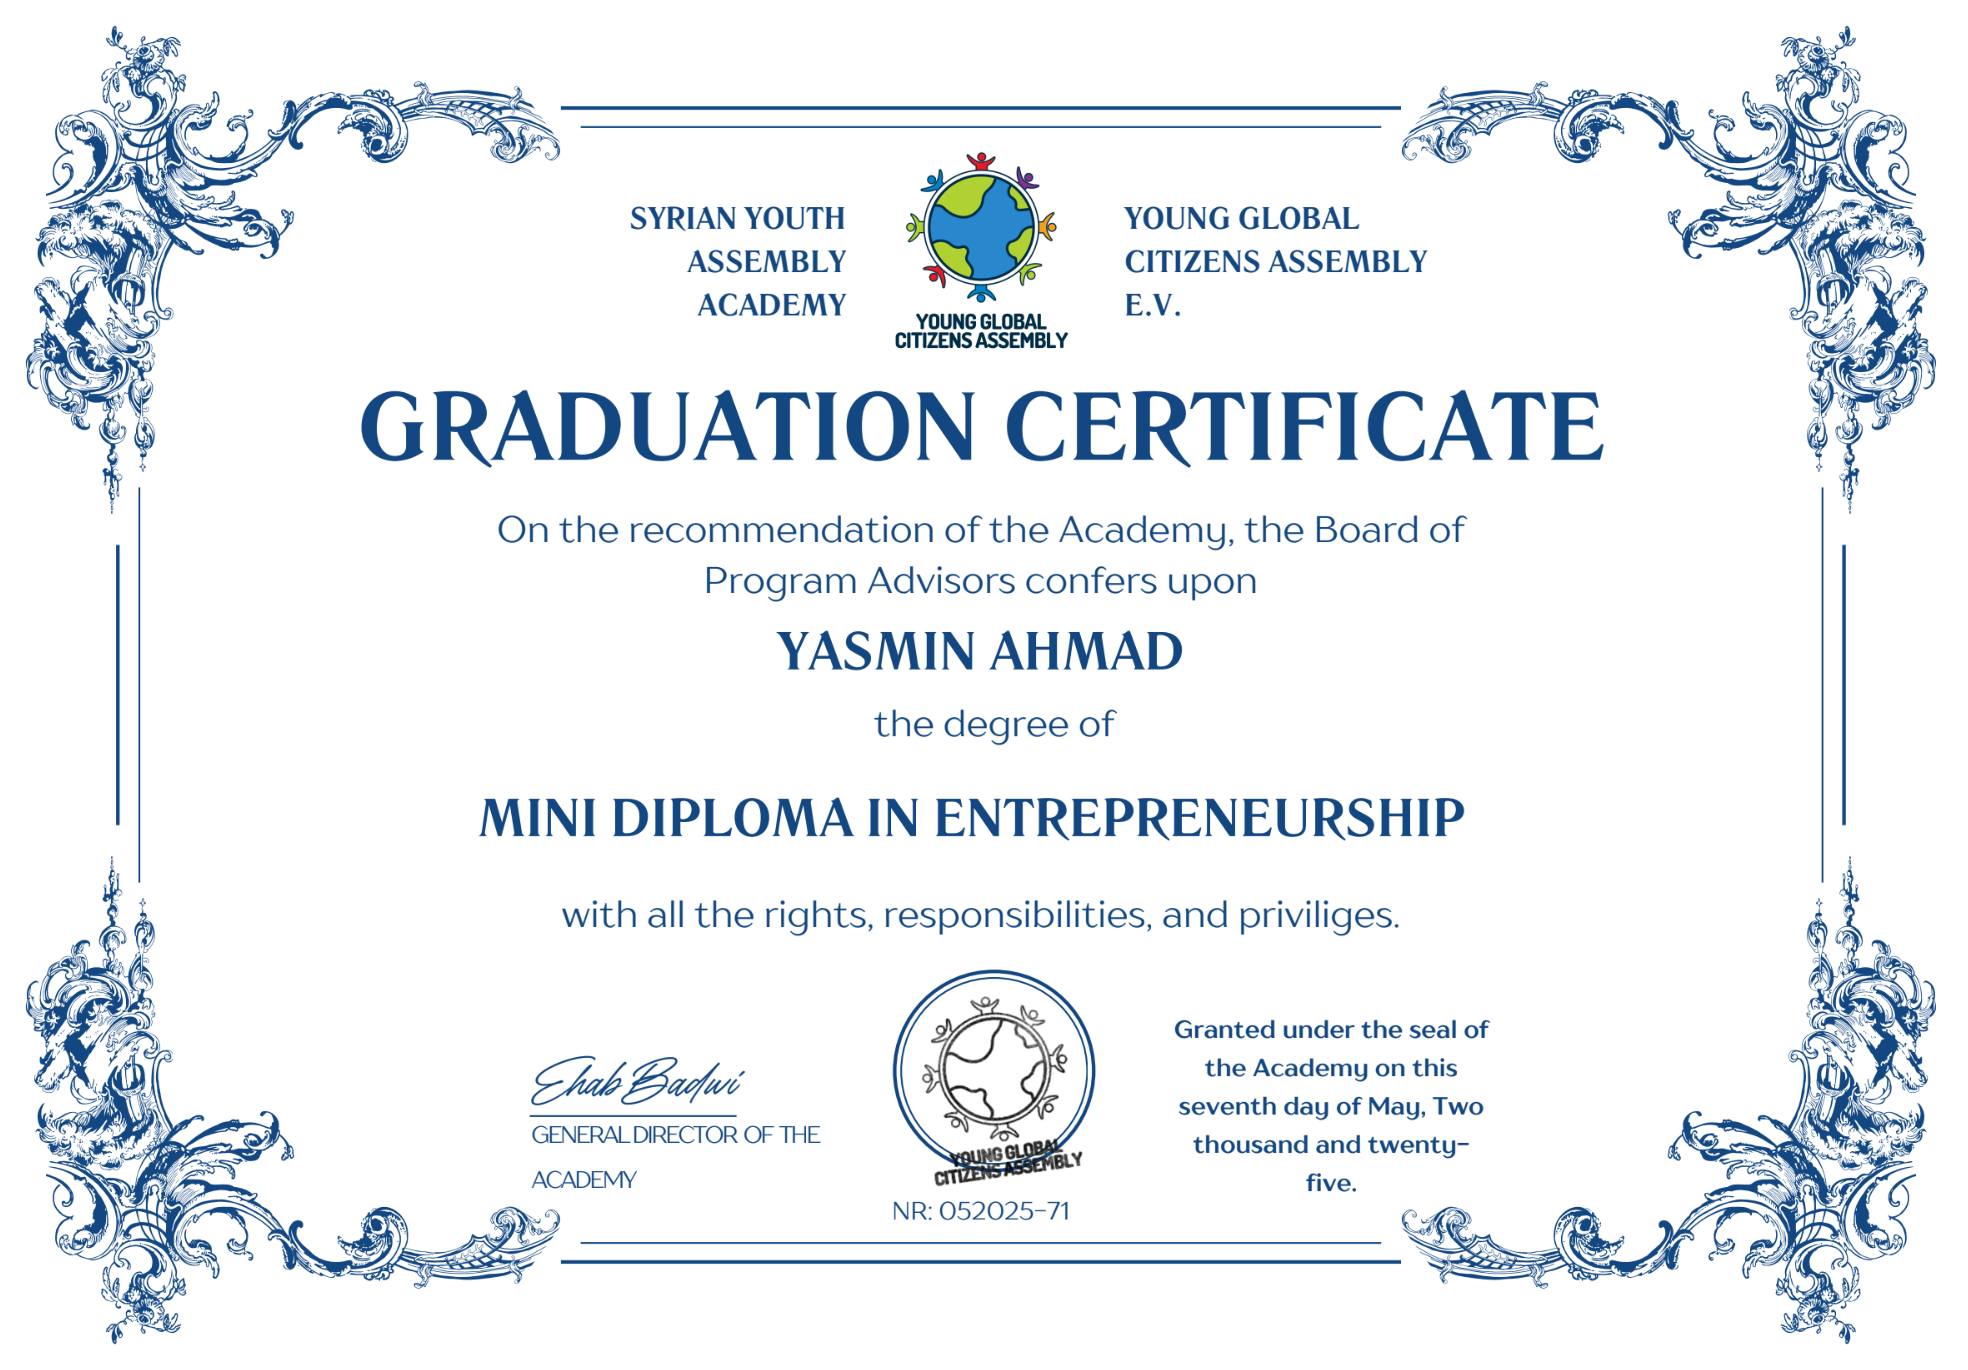 SYRIAN YOUTH
ASSEMBLY
ACADEMY
YOUNG GLOBAL
CITIZENS ASSEMBLY
YOUNG GLOBAL
CITIZENS ASSEMBLY
E.V.
GRADUATION CERTIFICATE
On the recommendation of the Academy, the Board of
Program Advisors confers upon
YASMIN AHMAD
the degree of
MINI DIPLOMA IN ENTREPRENEURSHIP
with all the rights, responsibilities, and priviliges.
Ehab Badwi
GENERAL DIRECTOR OF THE
ACADEMY
YOUNG GLOBAL
CITIZENS ASSEMBLY
NR: 052025-71
Granted under the seal of
the Academy on this
seventh day of May, Two
thousand and twenty-
five.